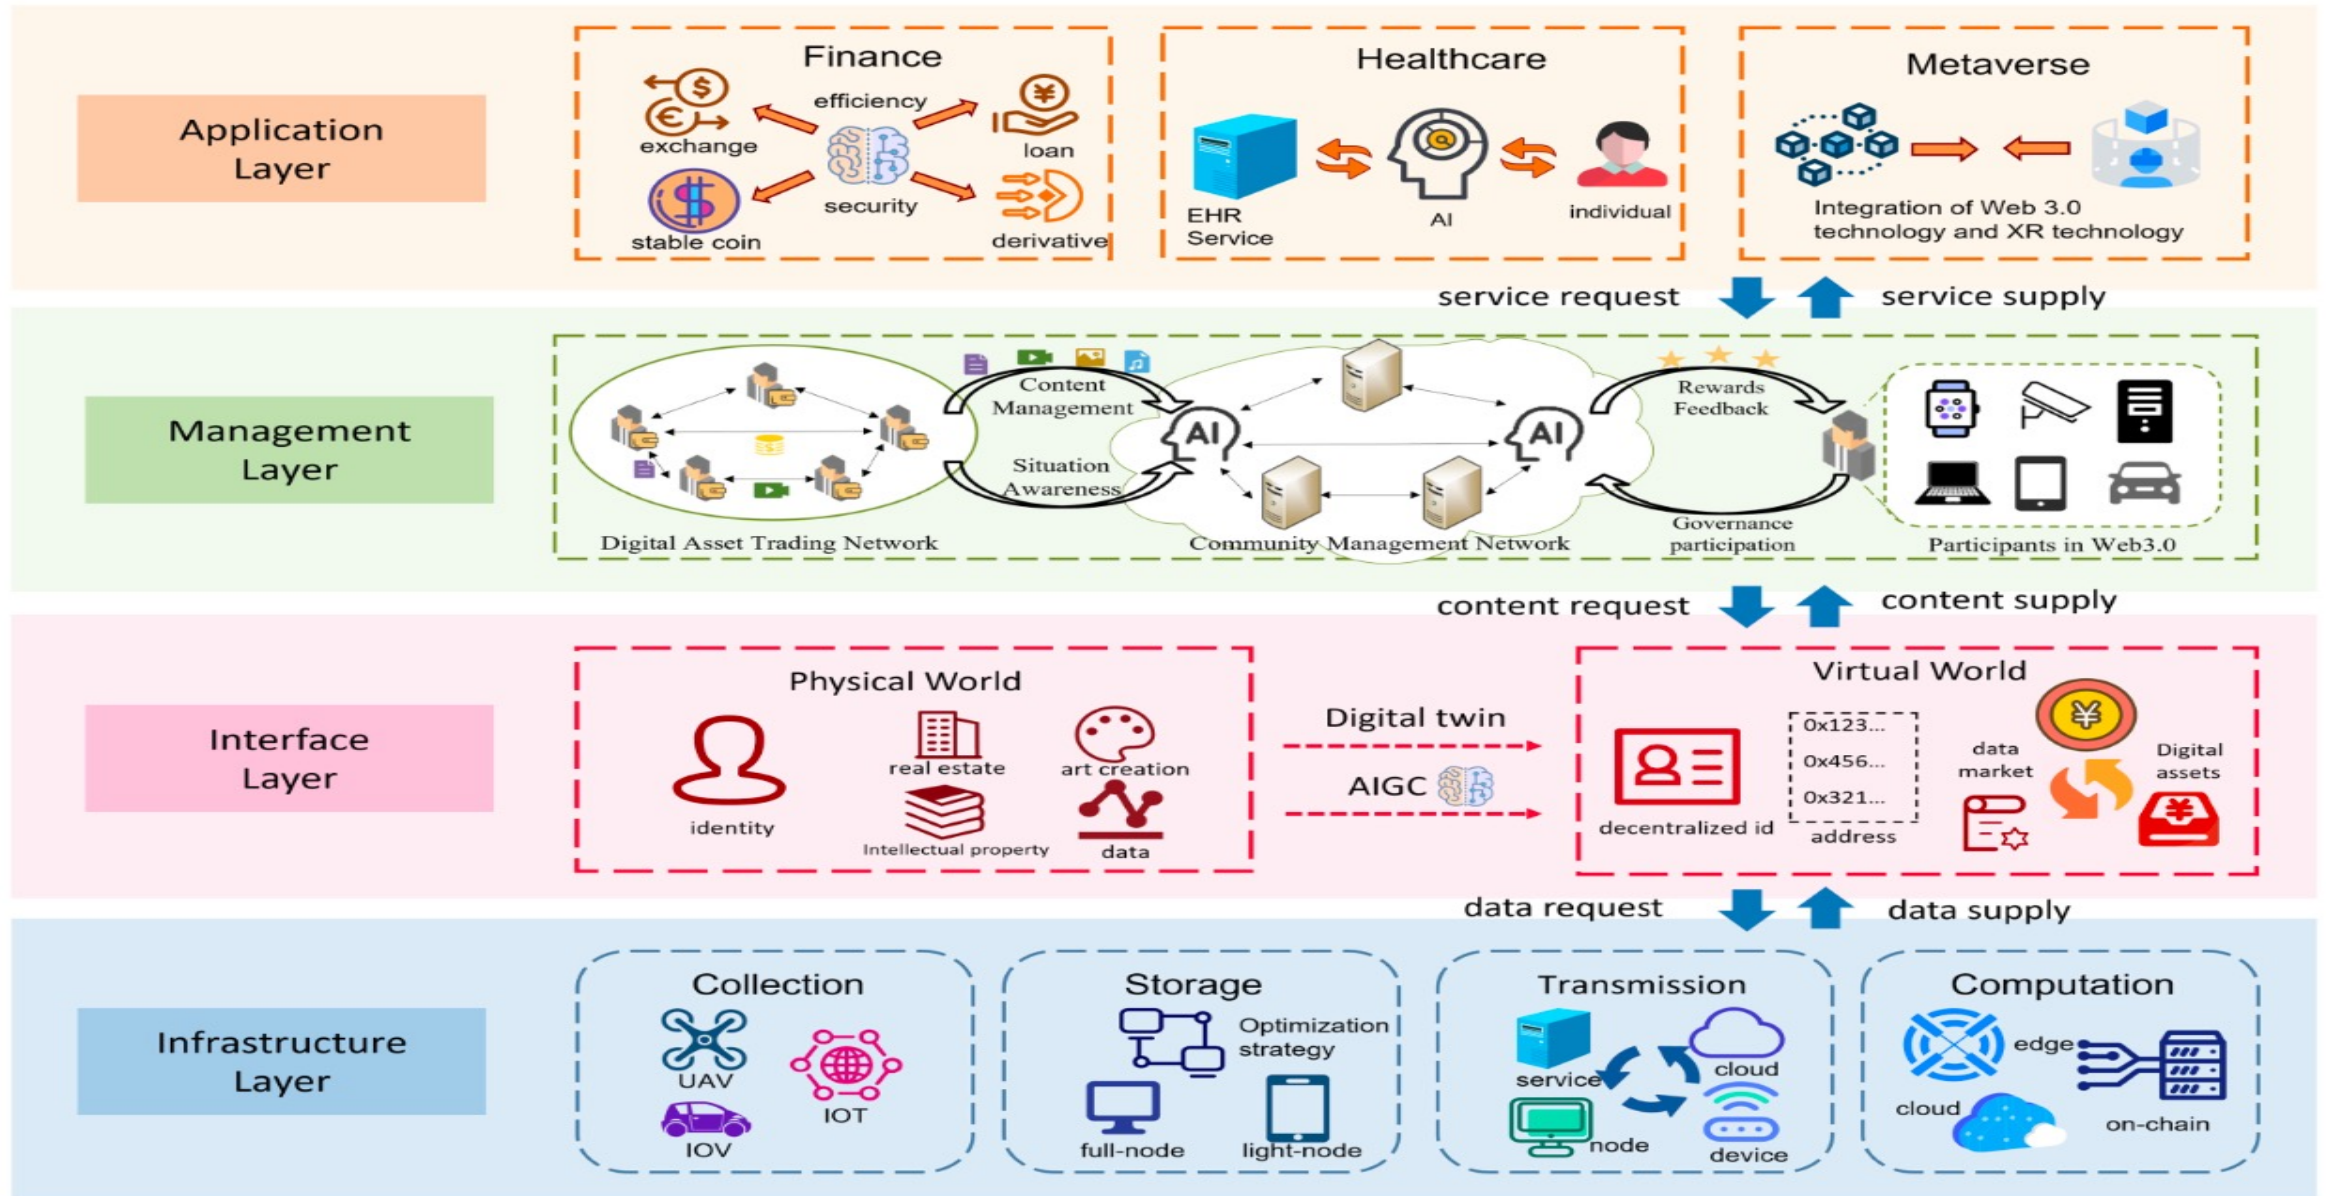 Application
Layer
Finance
efficiency
exchange
loan
security
stable coin
derivative
Healthcare
EHR
Service
AI
individual
Metaverse
Integration of Web 3.0
technology and XR technology
service request
service supply
Management
Layer
Content
Management
Situation
Awareness
AI
AI
Rewards
Feedback
Governance
participation
Digital Asset Trading Network
Community Management Network
Participants in Web3.0
content request
content supply
Interface
Layer
Physical World
identity
real estate
art creation
Intellectual property
data
Digital twin
AIGC
Virtual World
decentralized id
0x123...
0x456...
0x321...
address
data
market
Digital
assets
data request
data supply
Infrastructure
Layer
Collection
UAV
IOT
IOV
Storage
Optimization
strategy
full-node
light-node
Transmission
service
cloud
node
device
Computation
edge
cloud
on-chain